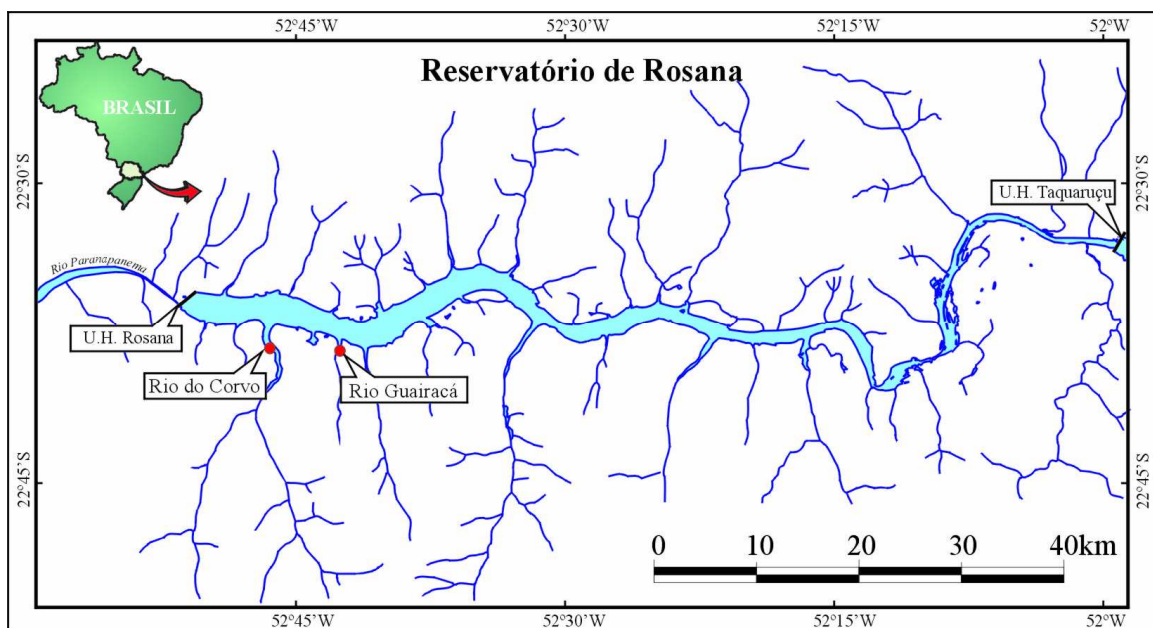 52°45'W 52°30'W 52°15'W 52°W
Reservatório de Rosana
BRASIL
22°30'S
22°30'S
U.H. Taquaruçu
Rio Paranapanema
U.H. Rosana
Rio do Corvo
Rio Guairacá
22°45'S
22°45'S
0 10 20 30 40km
52°45'W 52°30'W 52°15'W 52°W